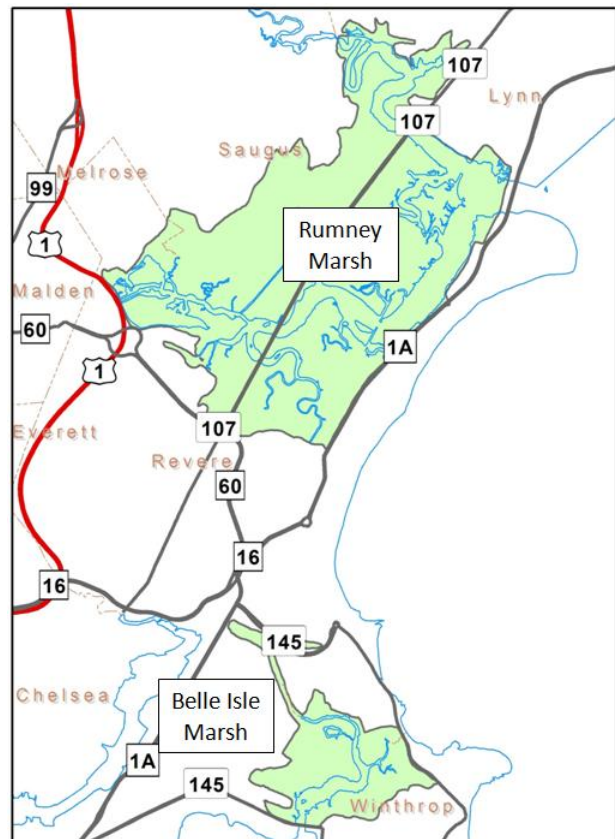 107
Lynn
107
Saugus
Melrose
99
Rumney
Marsh
1
Malden
60
1A
1
107
Everett
Revere
60
16
16
145
Chelsea
Belle Isle
Marsh
1A
145
Winthrop